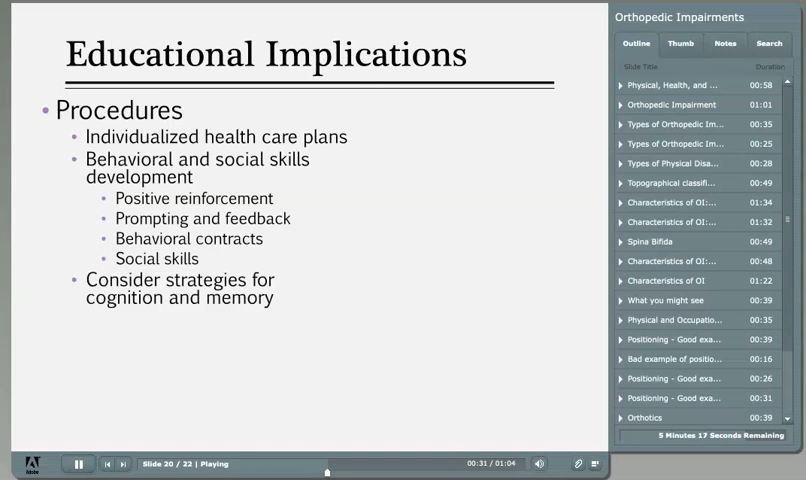 Educational Implications
• Procedures
• Individualized health care plans
• Behavioral and social skills
development
• Positive reinforcement
• Prompting and feedback
• Behavioral contracts
• Social skills
• Consider strategies for
cognition and memory
Adobe
Slide 20 / 22 | Playing
00:31 / 01:04
Orthopedic Impairments
Outline Thumb Notes Search
Slide Title Duration
Physical, Health, and ... 00:58
Orthopedic Impairment 01:01
Types of Orthopedic Im... 00:35
Types of Orthopedic Im... 00:25
Types of Physical Disa... 00:28
Topographical classifi... 00:49
Characteristics of OI:... 01:34
Characteristics of OI:... 01:32
Spina Bifida 00:49
Characteristics of OI:... 00:48
Characteristics of OI 01:22
What you might see 00:39
Physical and Occupatio... 00:35
Positioning - Good exa... 00:39
Bad example of positio... 00:16
Positioning - Good exa... 00:26
Positioning - Good exa... 00:31
Orthotics 00:39
5 Minutes 17 Seconds Remaining